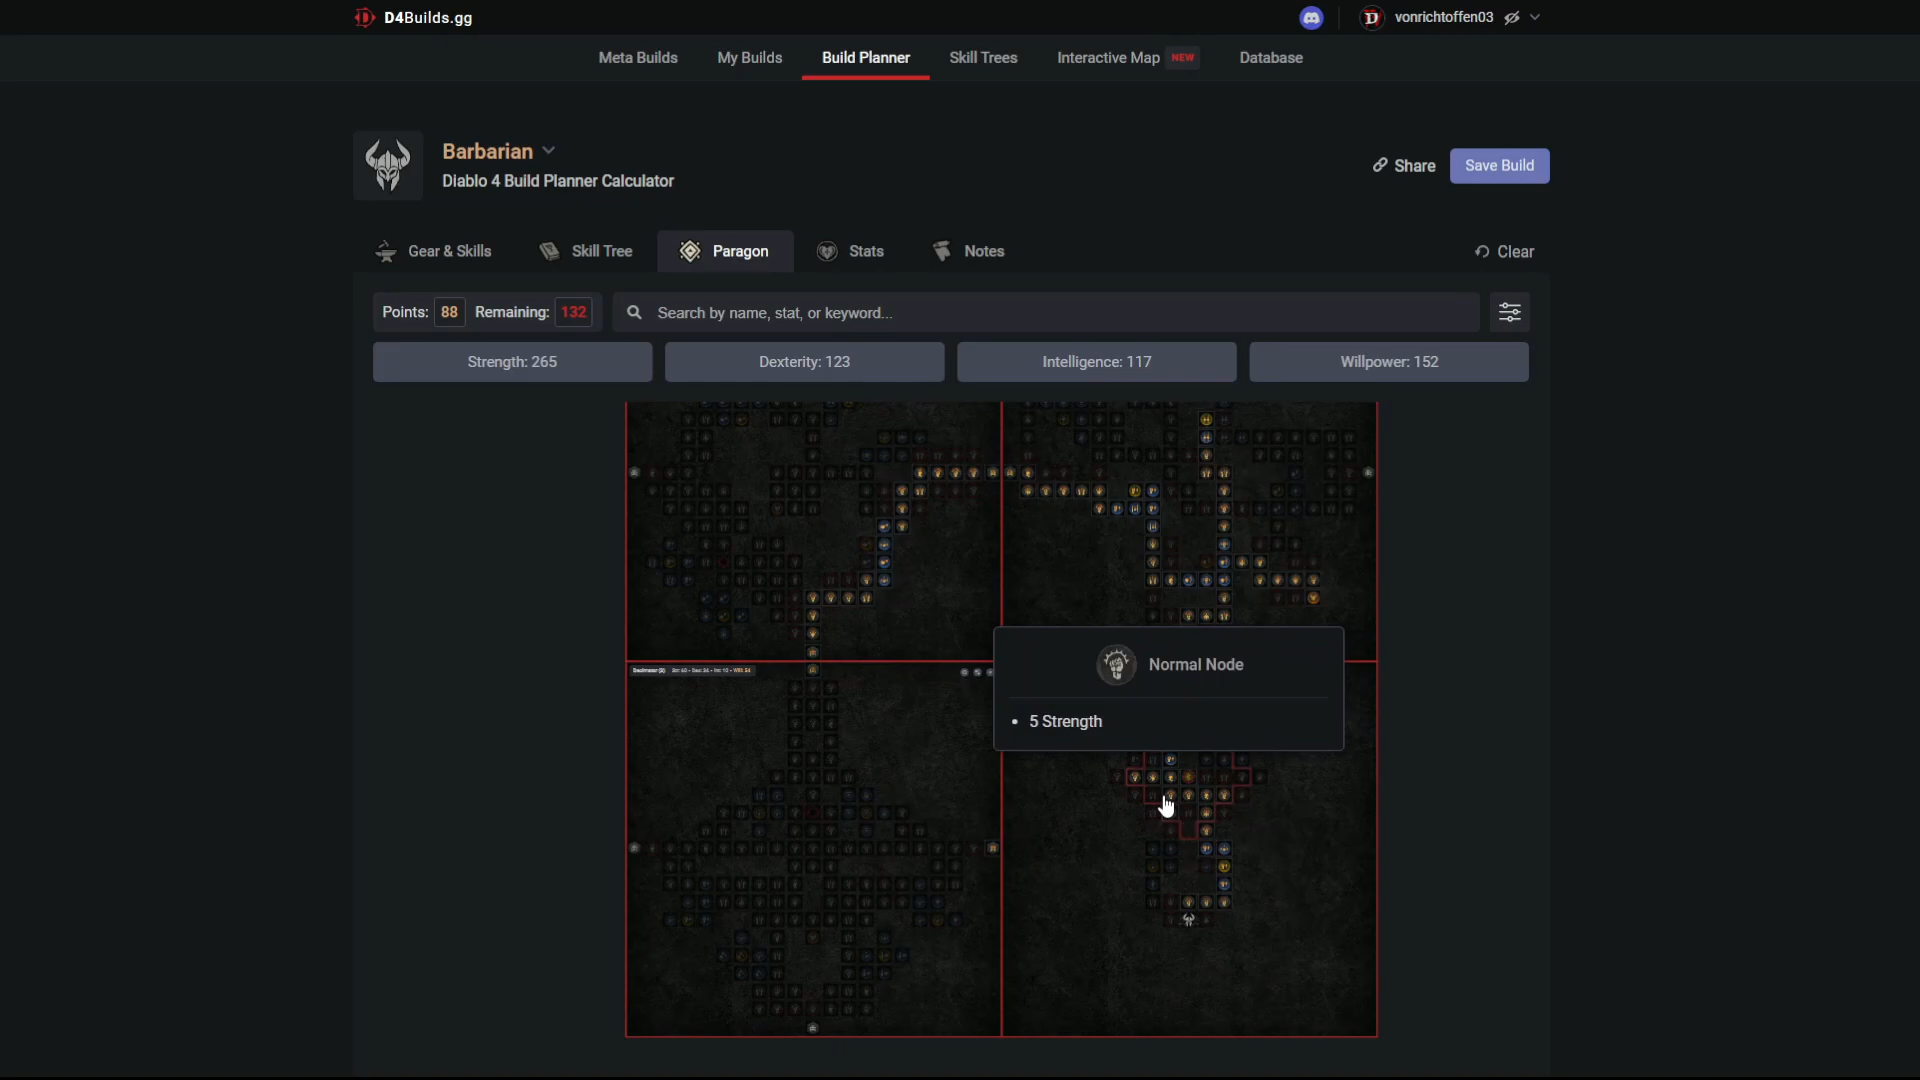 D4Builds.gg
vonrichtoffen03
Meta Builds My Builds Build Planner Skill Trees Interactive Map NEW Database
Barbarian
Diablo 4 Build Planner Calculator
Share Save Build
Gear & Skills Skill Tree Paragon Stats Notes Clear
Points: 88 Remaining: 132 Search by name, stat, or keyword...
Strength: 265 Dexterity: 123 Intelligence: 117 Willpower: 152
Normal Node
5 Strength